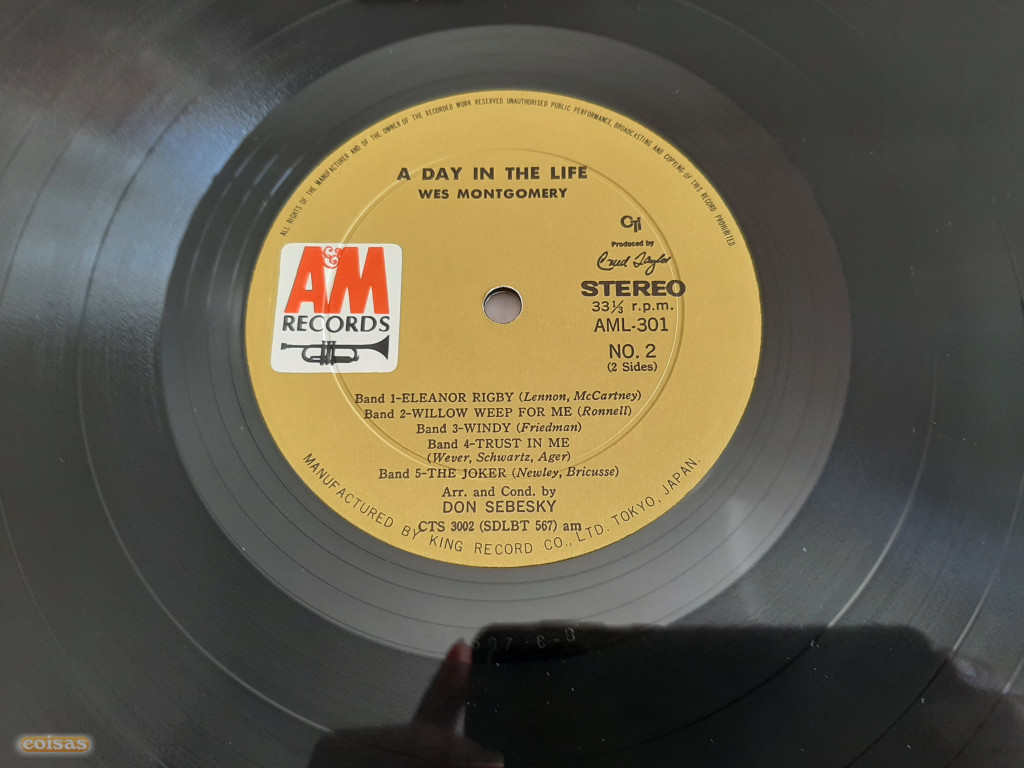 ALL RIGHTS OF THE MANUFACTURER AND OF THE OWNER OF THE RECORDED WORK RESERVED UNAUTHORISED PUBLIC PERFORMANCE, BROADCASTING AND COPYING OF THIS RECORD PROHIBITED
A DAY IN THE LIFE
WES MONTGOMERY
CTi
Produced by
Creed Taylor
A&M
RECORDS
STEREO
33⅓ r.p.m.
AML-301
NO. 2
(2 Sides)
Band 1-ELEANOR RIGBY (Lennon, McCartney)
Band 2-WILLOW WEEP FOR ME (Ronnell)
Band 3-WINDY (Friedman)
Band 4-TRUST IN ME
(Wever, Schwartz, Ager)
Band 5-THE JOKER (Newley, Bricusse)
Arr. and Cond. by
DON SEBESKY
CTS 3002 (SDLBT 567) am
MANUFACTURED BY KING RECORD CO., LTD. TOKYO, JAPAN.
coisas